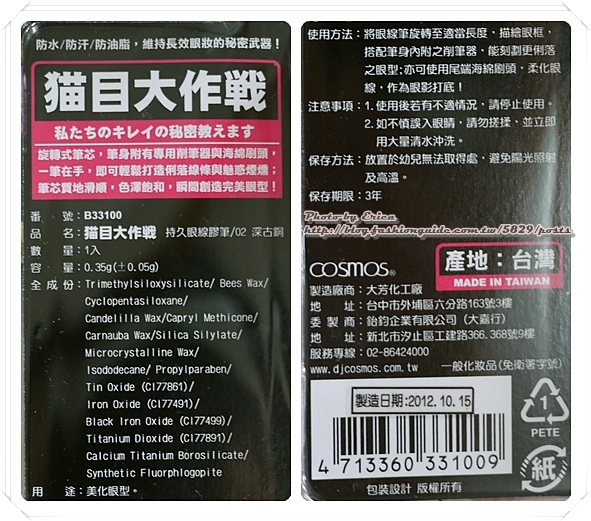 防水/防汗/防油脂，維持長效眼妝的秘密武器！
猫目大作戦
私たちのキレイの秘密教えます
旋轉式筆芯，筆身附有專用削筆器與海綿刷頭，
一筆在手，即可輕鬆打造俐落線條與魅惑煙燻；
筆芯質地滑順，色澤飽和，瞬間創造完美眼型！
番 號：B33100
品 名：猫目大作戦 持久眼線膠筆/02 深古銅
數 量：1入
容 量：0.35g(±0.05g)
全 成 份：Trimethylsiloxysilicate/ Bees Wax/
Cyclopentasiloxane/
Candelilla Wax/Capryl Methicone/
Carnauba Wax/Silica Silylate/
Microcrystalline Wax/
Isododecane/ Propylparaben/
Tin Oxide (CI77861)/
Iron Oxide (CI77491)/
Black Iron Oxide (CI77499)/
Titanium Dioxide (CI77891)/
Calcium Titanium Borosilicate/
Synthetic Fluorphlogopite
用 途：美化眼型。
使用方法：將眼線筆旋轉至適當長度，描繪眼框，
搭配筆身內附之削筆器，能刻劃更俐落
之眼型;亦可使用尾端海綿刷頭，柔化眼
線，作為眼影打底！
注意事項：1.使用後若有不適情況，請停止使用。
2.如不慎誤入眼睛，請勿搓揉，並立即
用大量清水沖洗。
保存方法：放置於幼兒無法取得處，避免陽光照射
及高溫。
保存期限：3年
Photo by Erica
http://blog.fashionguide.com.tw/5829/posts
COSMOS®
產地：台灣
MADE IN TAIWAN
製造廠商：大芳化工廠
地 址：台中市外埔區六分路163號3樓
委 製 商：鉑鈞企業有限公司 (大嘉行)
地 址：新北市汐止區工建路366.368號9樓
服務專線：02-86424000
www.djcosmos.com.tw 一般化妝品(免衛署字號)
製造日期:2012.10.15
1
PETE
紙
4 713360 331009
包裝設計 版權所有